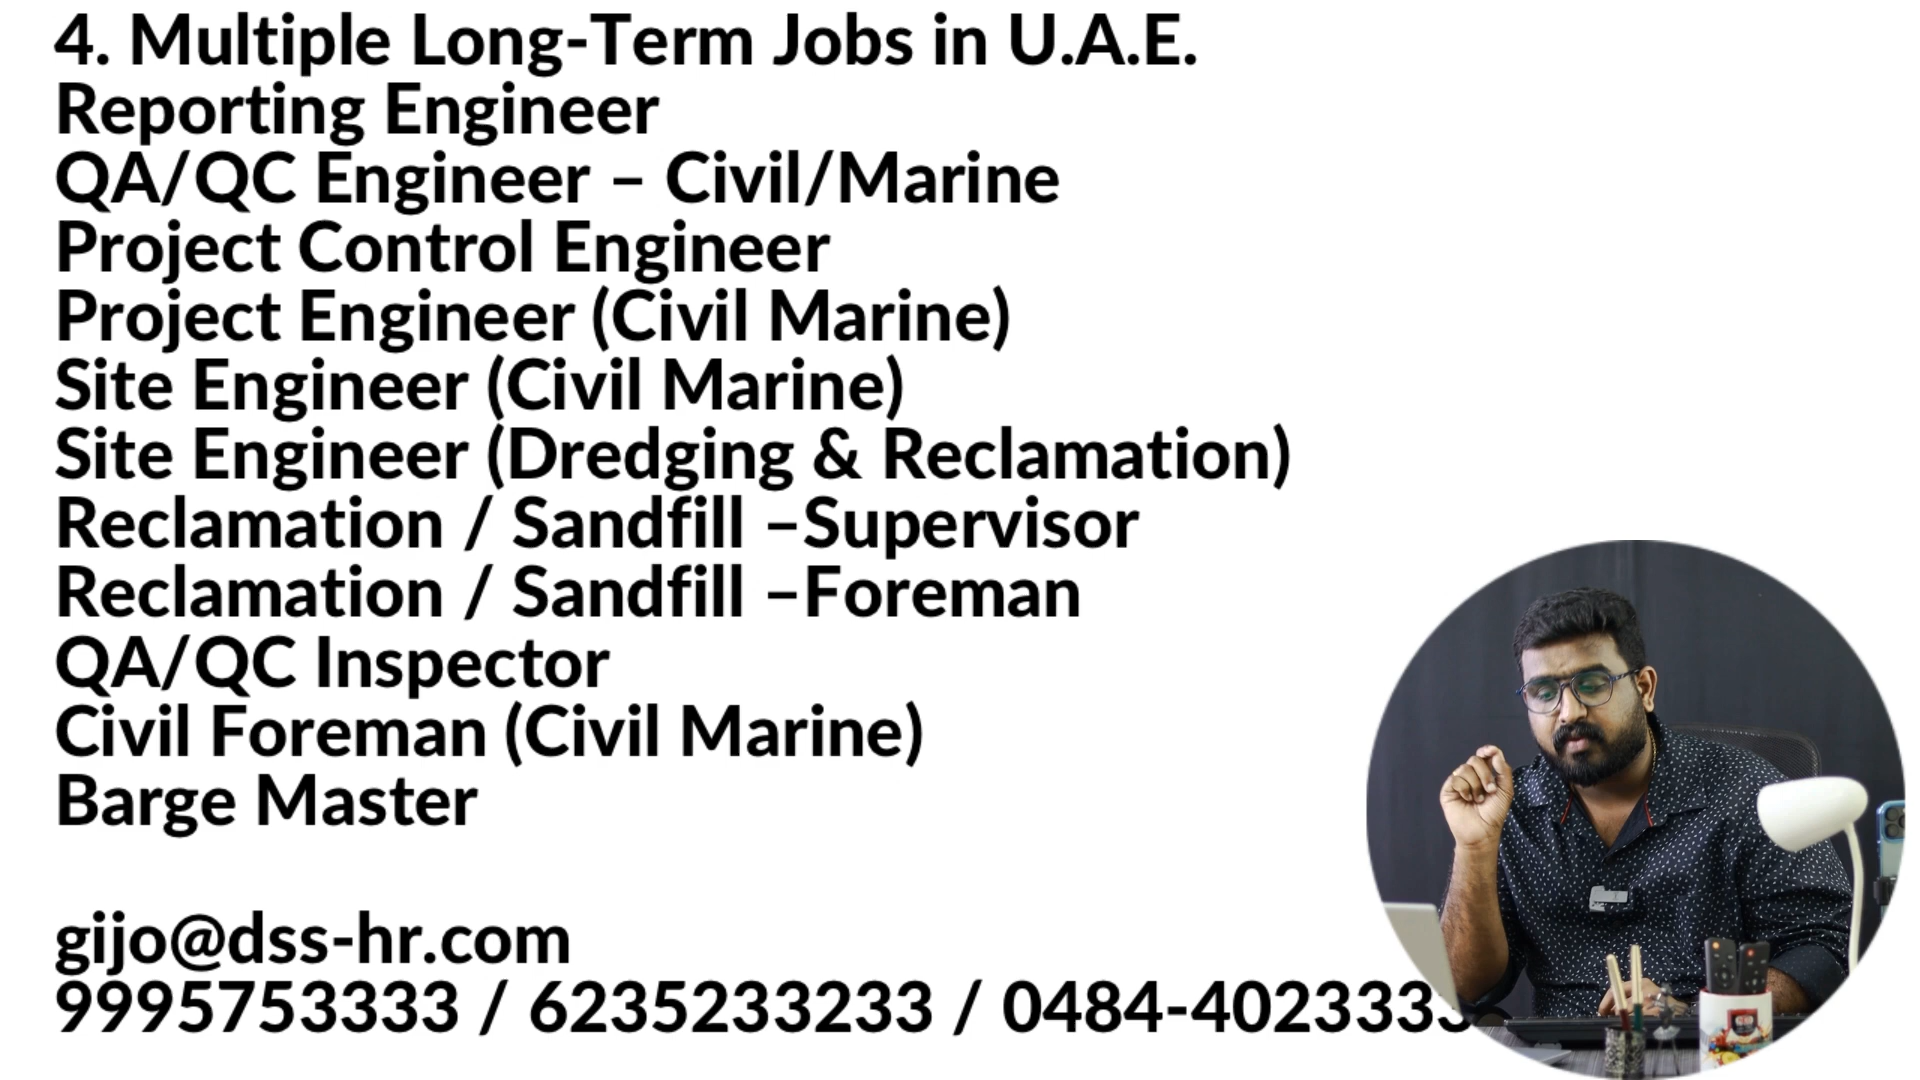 4. Multiple Long-Term Jobs in U.A.E.
Reporting Engineer
QA/QC Engineer – Civil/Marine
Project Control Engineer
Project Engineer (Civil Marine)
Site Engineer (Civil Marine)
Site Engineer (Dredging & Reclamation)
Reclamation / Sandfill –Supervisor
Reclamation / Sandfill –Foreman
QA/QC Inspector
Civil Foreman (Civil Marine)
Barge Master
gijo@dss-hr.com
9995753333 / 6235233233 / 0484-4023333